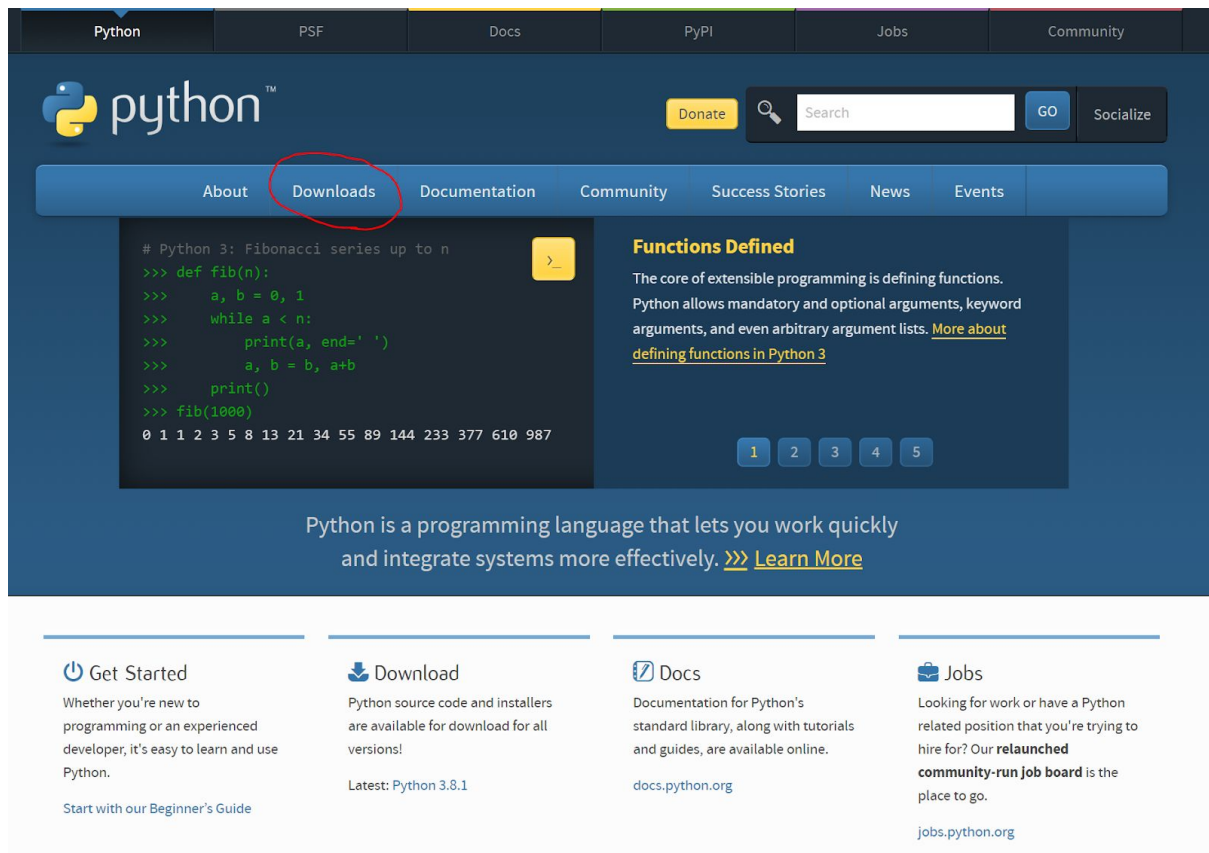 Python PSF Docs PyPI Jobs Community
python™
Donate Search GO Socialize
About Downloads Documentation Community Success Stories News Events
# Python 3: Fibonacci series up to n
>>> def fib(n):
>>>     a, b = 0, 1
>>>     while a < n:
>>>         print(a, end=' ')
>>>         a, b = b, a+b
>>>     print()
>>> fib(1000)
0 1 1 2 3 5 8 13 21 34 55 89 144 233 377 610 987
>_
Functions Defined
The core of extensible programming is defining functions.
Python allows mandatory and optional arguments, keyword
arguments, and even arbitrary argument lists. More about
defining functions in Python 3
1 2 3 4 5
Python is a programming language that lets you work quickly
and integrate systems more effectively. >>> Learn More
Get Started
Whether you're new to
programming or an experienced
developer, it's easy to learn and use
Python.
Start with our Beginner's Guide
Download
Python source code and installers
are available for download for all
versions!
Latest: Python 3.8.1
Docs
Documentation for Python's
standard library, along with tutorials
and guides, are available online.
docs.python.org
Jobs
Looking for work or have a Python
related position that you're trying to
hire for? Our relaunched
community-run job board is the
place to go.
jobs.python.org